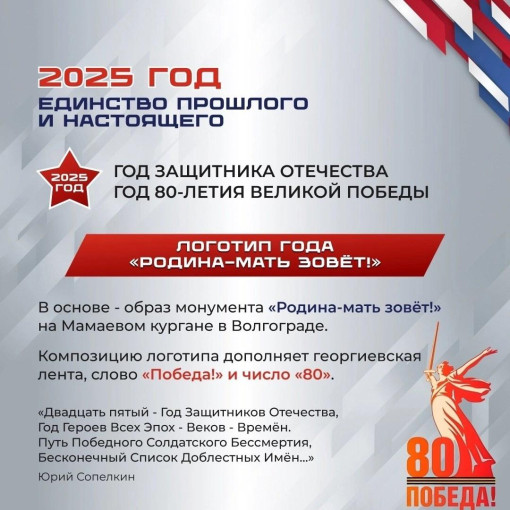 2025 ГОД
ЕДИНСТВО ПРОШЛОГО
И НАСТОЯЩЕГО
2025
ГОД
ГОД ЗАЩИТНИКА ОТЕЧЕСТВА
ГОД 80-ЛЕТИЯ ВЕЛИКОЙ ПОБЕДЫ
ЛОГОТИП ГОДА
«РОДИНА-МАТЬ ЗОВЁТ!»
В основе - образ монумента «Родина-мать зовёт!»
на Мамаевом кургане в Волгограде.
Композицию логотипа дополняет георгиевская
лента, слово «Победа!» и число «80».
«Двадцать пятый - Год Защитников Отечества,
Год Героев Всех Эпох - Веков - Времён.
Путь Победного Солдатского Бессмертия,
Бесконечный Список Доблестных Имён...»
Юрий Сопелкин
80
ПОБЕДА!